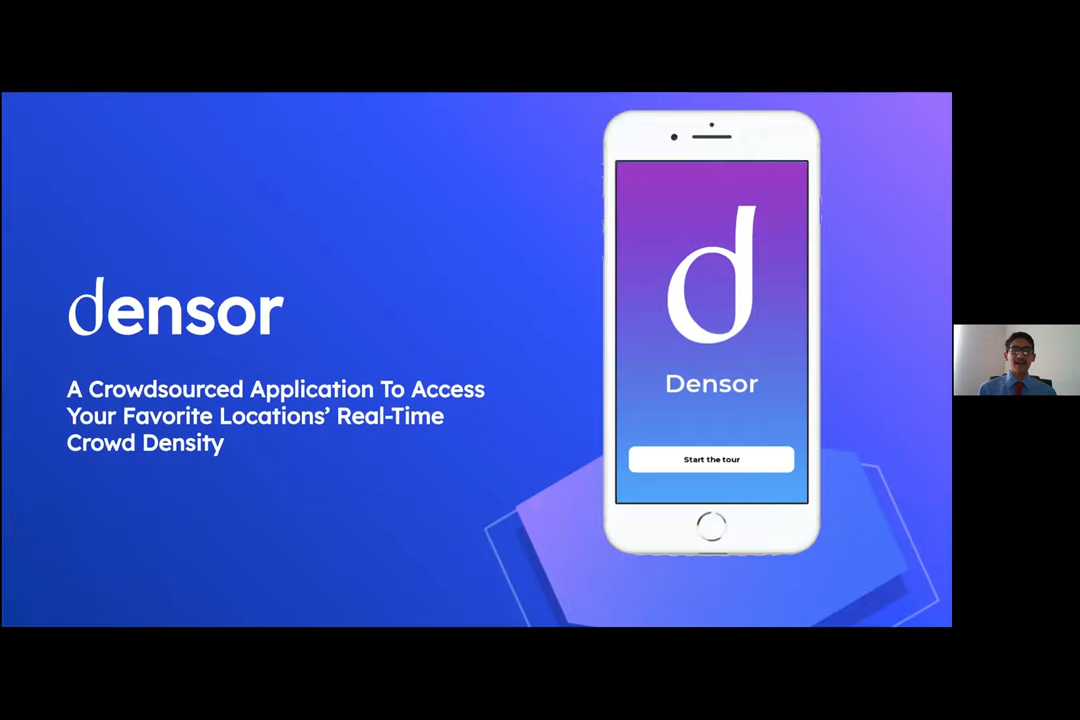 densor
A Crowdsourced Application To Access
Your Favorite Locations’ Real-Time
Crowd Density
d
Densor
Start the tour